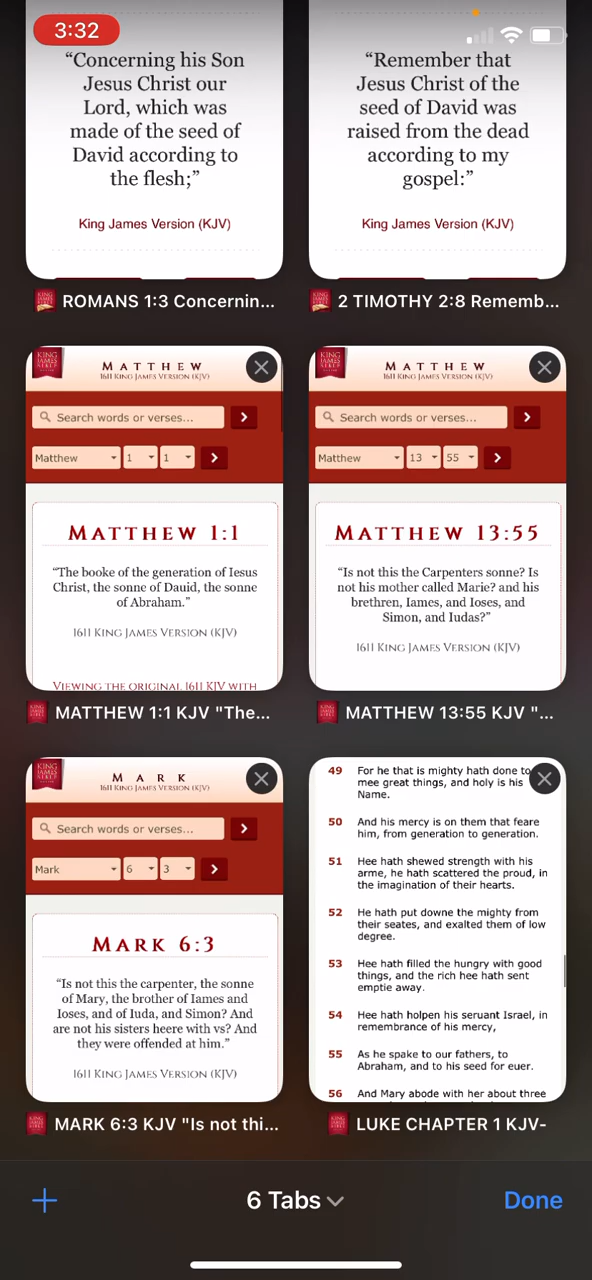 3:32
“Concerning his Son
Jesus Christ our
Lord, which was
made of the seed of
David according to
the flesh;”
King James Version (KJV)
ROMANS 1:3 Concernin...
“Remember that
Jesus Christ of the
seed of David was
raised from the dead
according to my
gospel:”
King James Version (KJV)
2 TIMOTHY 2:8 Rememb...
KING
JAMES
BIBLE
MATTHEW
1611 KING JAMES VERSION (KJV)
Search words or verses...
Matthew 1 1
MATTHEW 1:1
“The booke of the generation of Iesus
Christ, the sonne of Dauid, the sonne
of Abraham.”
1611 KING JAMES VERSION (KJV)
VIEWING THE ORIGINAL 1611 KJV WITH
MATTHEW 1:1 KJV "The...
KING
JAMES
BIBLE
MATTHEW
1611 KING JAMES VERSION (KJV)
Search words or verses...
Matthew 13 55
MATTHEW 13:55
“Is not this the Carpenters sonne? Is
not his mother called Marie? and his
brethren, Iames, and Ioses, and
Simon, and Iudas?”
1611 KING JAMES VERSION (KJV)
MATTHEW 13:55 KJV "...
KING
JAMES
BIBLE
MARK
1611 KING JAMES VERSION (KJV)
Search words or verses...
Mark 6 3
MARK 6:3
“Is not this the carpenter, the sonne
of Mary, the brother of Iames and
Ioses, and of Iuda, and Simon? And
are not his sisters heere with vs? And
they were offended at him.”
1611 KING JAMES VERSION (KJV)
MARK 6:3 KJV "Is not thi...
49 For he that is mighty hath done to
mee great things, and holy is his
Name.
50 And his mercy is on them that feare
him, from generation to generation.
51 Hee hath shewed strength with his
arme, he hath scattered the proud, in
the imagination of their hearts.
52 He hath put downe the mighty from
their seates, and exalted them of low
degree.
53 Hee hath filled the hungry with good
things, and the rich hee hath sent
emptie away.
54 Hee hath holpen his seruant Israel, in
remembrance of his mercy,
55 As he spake to our fathers, to
Abraham, and to his seed for euer.
56 And Mary abode with her about three
LUKE CHAPTER 1 KJV-
6 Tabs
Done